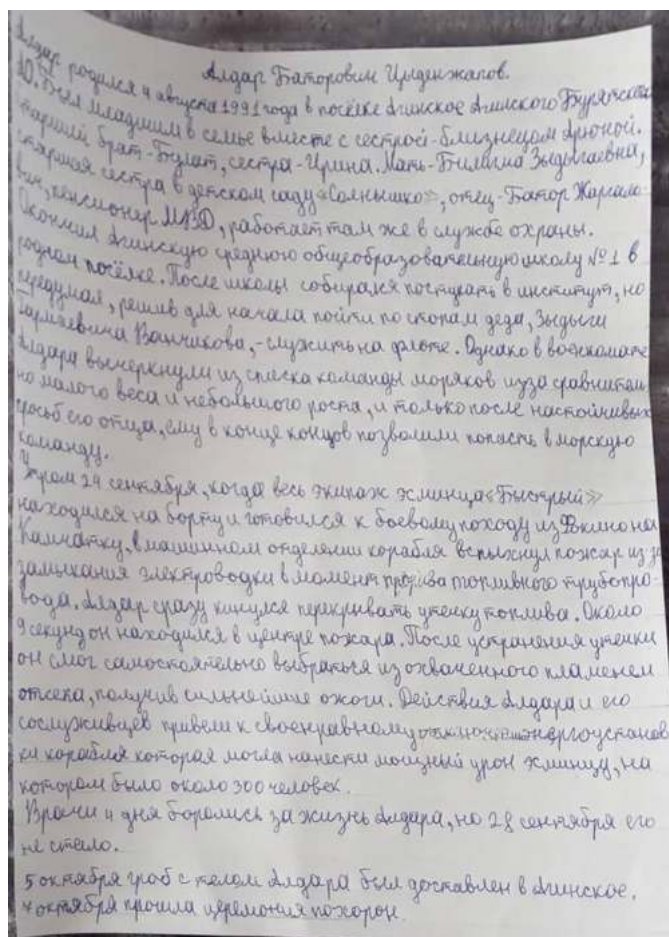 Алдар Баторович Цыденжапов.
Алдар родился 4 августа 1991 года в посёлке Агинское Агинского Бурятского
АО. Был младшим в семье вместе с сестрой-близнецом Арюной.
Старший брат-Булат, сестра-Ирина. Мать-Билигма Зыдыгаевна,
старшая сестра в детском саду «Солнышко», отец-Батор Жаргало-
вич, пенсионер МВД, работает там же в службе охраны.
Окончил Агинскую среднюю общеобразовательную школу №1 в
родном посёлке. После школы собирался поступать в институт, но
передумал, решив для начала пойти по стопам деда, Зыдыги
Гармаевича Ванчикова,-служить на флоте. Однако в военкомате
Алдара вычеркнули из списка команды моряков из за сравнитель
но малого веса и небольшого роста, и только после настойчивых
просьб его отца, ему в конце концов позволили попасть в морскую
команду.
Утром 24 сентября, когда весь экипаж эсминца «Быстрый»
находился на борту и готовился к боевому походу из Фокино на
Камчатку, в машинном отделении корабля вспыхнул пожар из за
замыкания электроводки в момент прорыва топливного трубопро-
вода. Алдар сразу кинулся перекрывать утечку топлива. Около
9 секунд он находился в центре пожара. После устранения утечки
он смог самостоятельно выбраться из охваченного пламенем
отсека, получив сильнейшие ожоги. Действия Алдара и его
сослуживцев привели к своенравному энергоустанов
ки корабля которая могла нанести мощный урон эсминцу, на
котором было около 300 человек.
Врачи 4 дня боролись за жизнь Алдара, но 28 сентября его
не стало.
5 октября гроб с телом Алдара был доставлен в Агинское.
октября прошла церемония похорон.